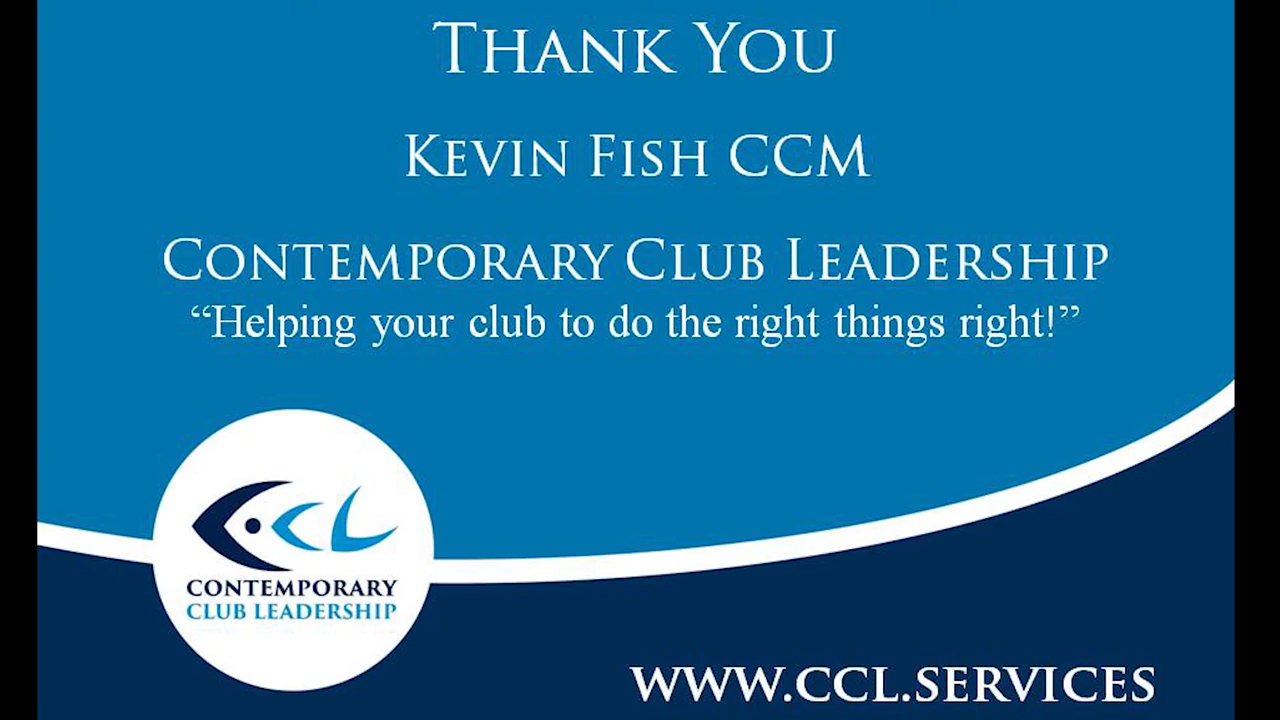 THANK YOU
KEVIN FISH CCM
CONTEMPORARY CLUB LEADERSHIP
“Helping your club to do the right things right!”
CCL
CONTEMPORARY
CLUB LEADERSHIP
WWW.CCL.SERVICES